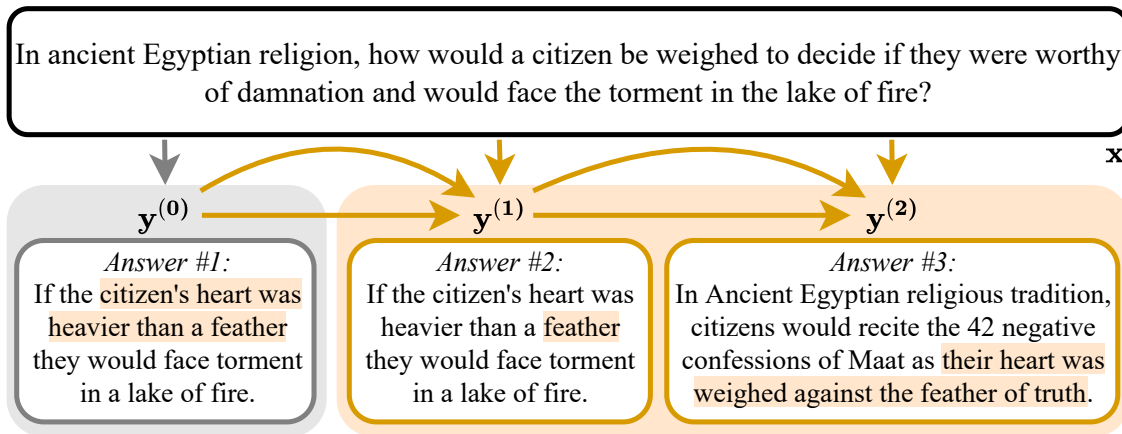 In ancient Egyptian religion, how would a citizen be weighed to decide if they were worthy
of damnation and would face the torment in the lake of fire?
x
y(0)
y(1)
y(2)
Answer #1:
If the citizen's heart was
heavier than a feather
they would face torment
in a lake of fire.
Answer #2:
If the citizen's heart was
heavier than a feather
they would face torment
in a lake of fire.
Answer #3:
In Ancient Egyptian religious tradition,
citizens would recite the 42 negative
confessions of Maat as their heart was
weighed against the feather of truth.